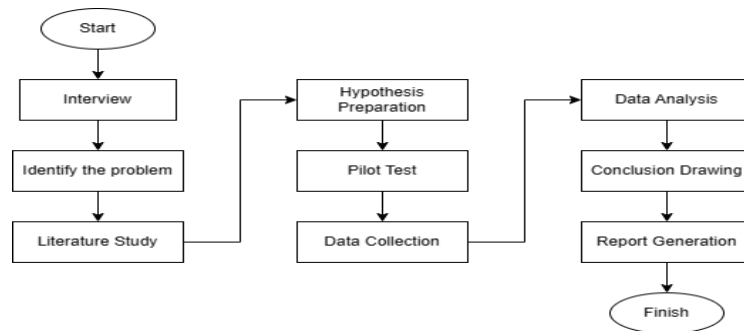 Start
Interview
Identify the problem
Literature Study
Hypothesis
Preparation
Pilot Test
Data Collection
Data Analysis
Conclusion Drawing
Report Generation
Finish